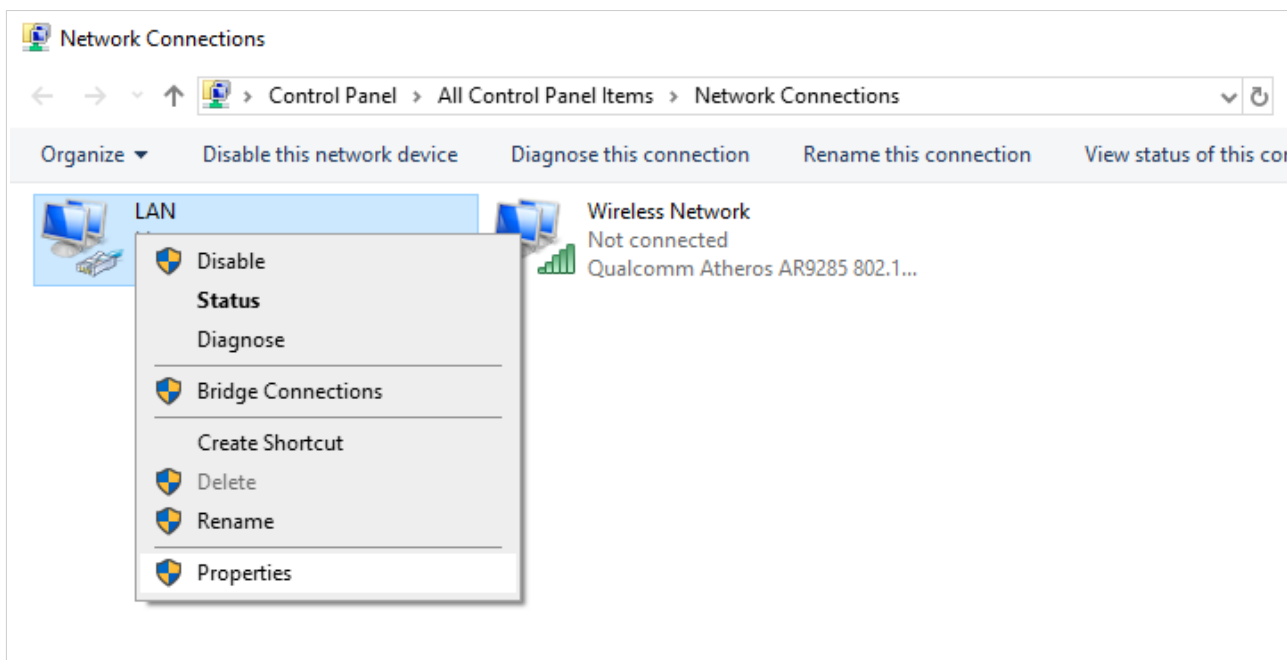 Network Connections
Control Panel > All Control Panel Items > Network Connections
Organize Disable this network device Diagnose this connection Rename this connection View status of this
LAN
Wireless Network
Not connected
Qualcomm Atheros AR9285 802.1...
Disable
Status
Diagnose
Bridge Connections
Create Shortcut
Delete
Rename
Properties